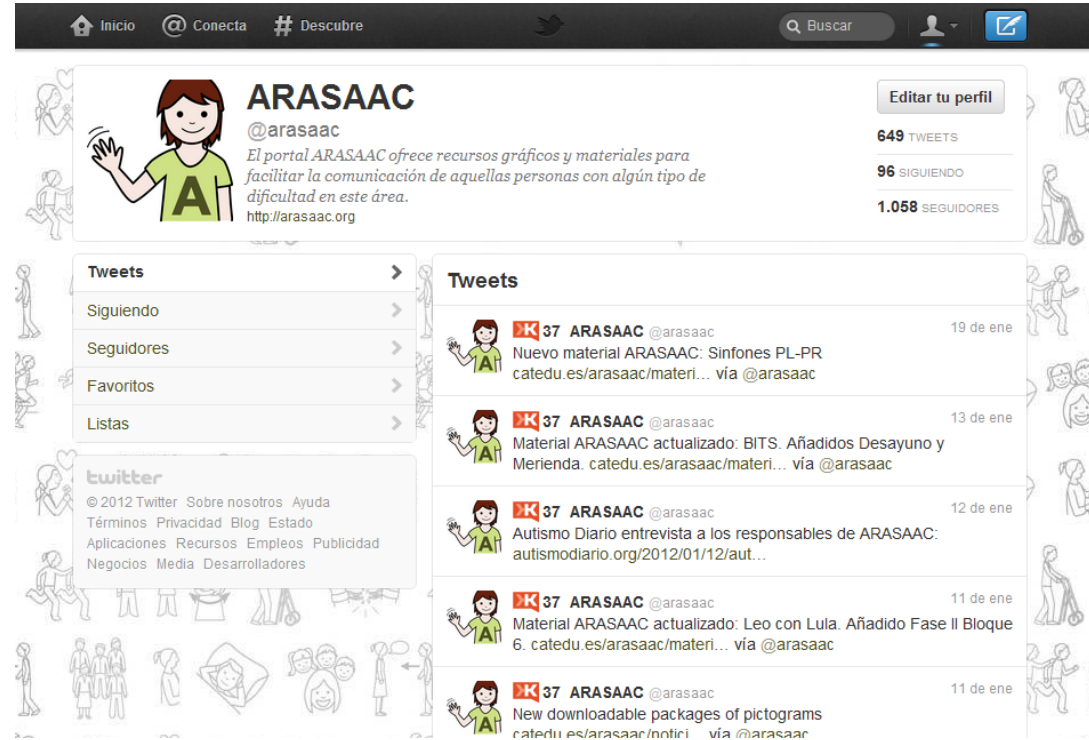 Inicio @ Conecta # Descubre Buscar
ARASAAC
@arasaac
El portal ARASAAC ofrece recursos gráficos y materiales para
facilitar la comunicación de aquellas personas con algún tipo de
dificultad en este área.
http://arasaac.org
Editar tu perfil
649 TWEETS
96 SIGUIENDO
1.058 SEGUIDORES
Tweets
Siguiendo
Seguidores
Favoritos
Listas
twitter
© 2012 Twitter Sobre nosotros Ayuda
Términos Privacidad Blog Estado
Aplicaciones Recursos Empleos Publicidad
Negocios Media Desarrolladores
Tweets
K 37 ARASAAC @arasaac 19 de ene
Nuevo material ARASAAC: Sinfones PL-PR
catedu.es/arasaac/materi... vía @arasaac
K 37 ARASAAC @arasaac 13 de ene
Material ARASAAC actualizado: BITS. Añadidos Desayuno y
Merienda. catedu.es/arasaac/materi... vía @arasaac
K 37 ARASAAC @arasaac 12 de ene
Autismo Diario entrevista a los responsables de ARASAAC:
autismodiario.org/2012/01/12/aut...
K 37 ARASAAC @arasaac 11 de ene
Material ARASAAC actualizado: Leo con Lula. Añadido Fase II Bloque
6. catedu.es/arasaac/materi... vía @arasaac
K 37 ARASAAC @arasaac 11 de ene
New downloadable packages of pictograms
catedu.es/arasaac/notici... vía @arasaac
A
A
A
A
A
A